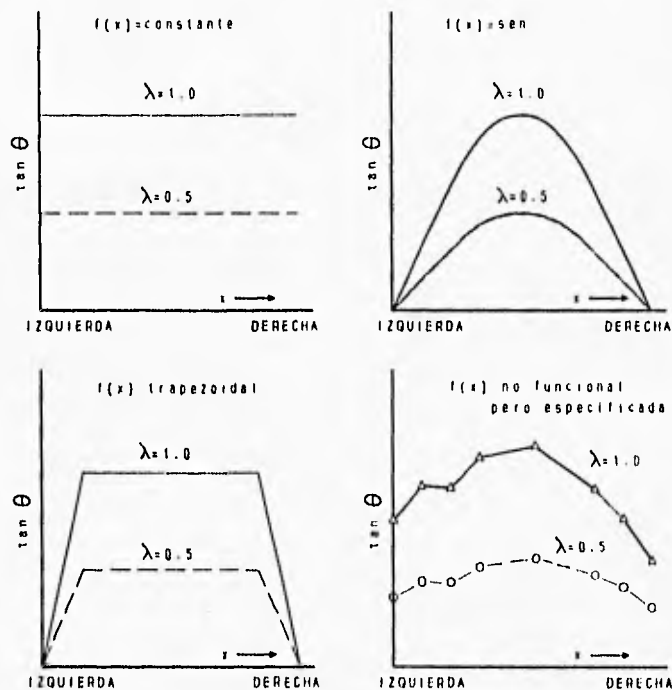 f(x)=constante
λ=1.0
λ=0.5
tan θ
x
IZQUIERDA DERECHA
f(x)=sen
λ=1.0
λ=0.5
tan θ
x
IZQUIERDA DERECHA
f(x) trapezoidal
λ=1.0
λ=0.5
tan θ
x
IZQUIERDA DERECHA
f(x) no funcional
pero especificada
λ=1.0
λ=0.5
tan θ
x
IZQUIERDA DERECHA